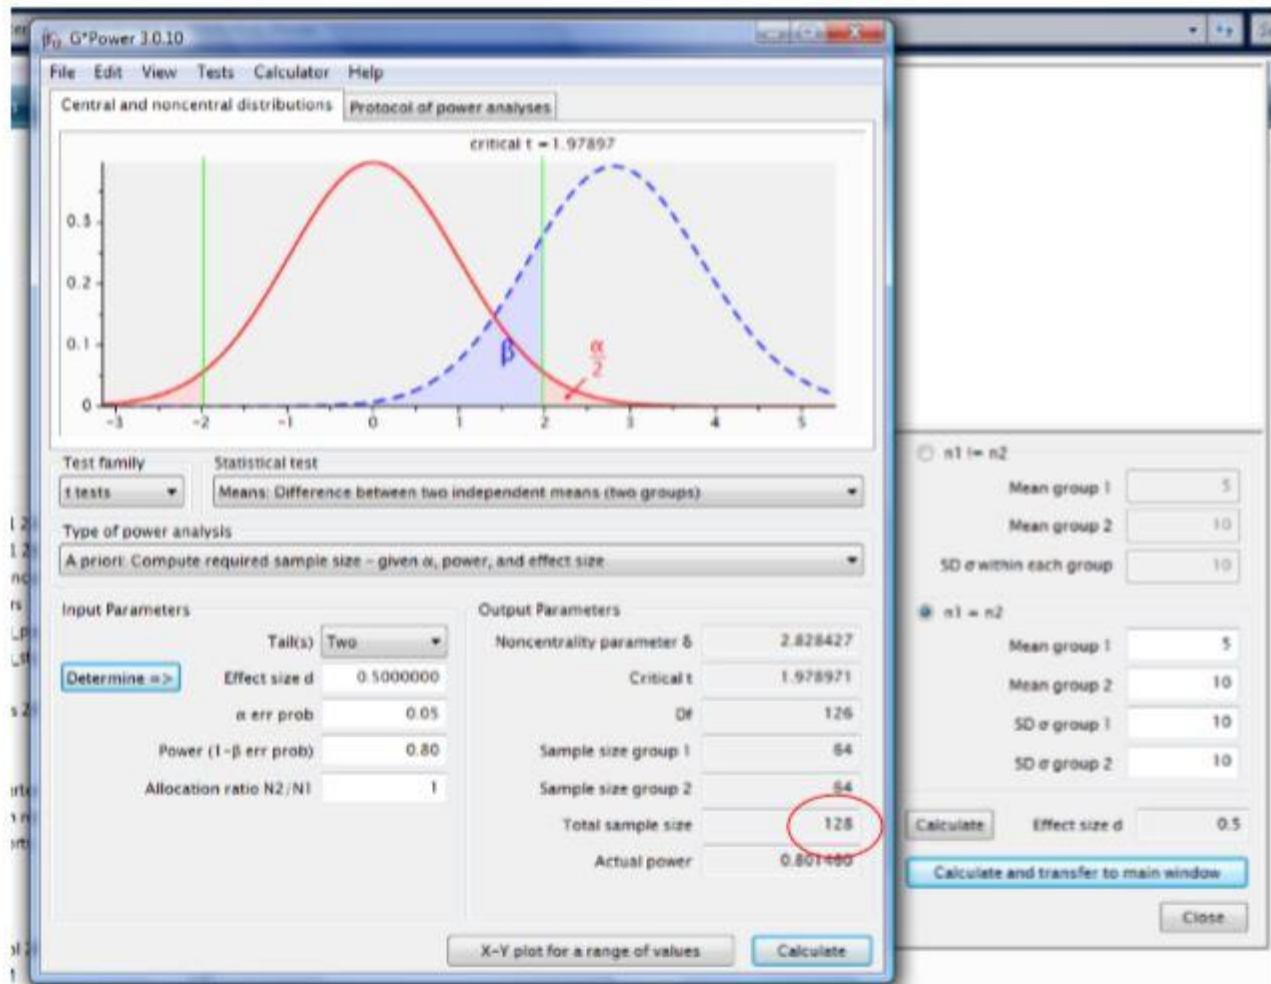 G*Power 3.0.10
File Edit View Tests Calculator Help
Central and noncentral distributions Protocol of power analyses
critical t = 1.97897
0.3
0.2
0.1
0
-3 -2 -1 0 1 2 3 4 5
β
α
2
Test family Statistical test
t tests Means: Difference between two independent means (two groups)
Type of power analysis
A priori: Compute required sample size – given α, power, and effect size
Input Parameters
Tail(s) Two
Determine => Effect size d 0.5000000
α err prob 0.05
Power (1-β err prob) 0.80
Allocation ratio N2/N1 1
Output Parameters
Noncentrality parameter δ 2.828427
Critical t 1.978971
Df 126
Sample size group 1 64
Sample size group 2 64
Total sample size 128
Actual power 0.801460
X-Y plot for a range of values Calculate
n1 != n2
Mean group 1 5
Mean group 2 10
SD σ within each group 10
n1 = n2
Mean group 1 5
Mean group 2 10
SD σ group 1 10
SD σ group 2 10
Calculate Effect size d 0.5
Calculate and transfer to main window
Close